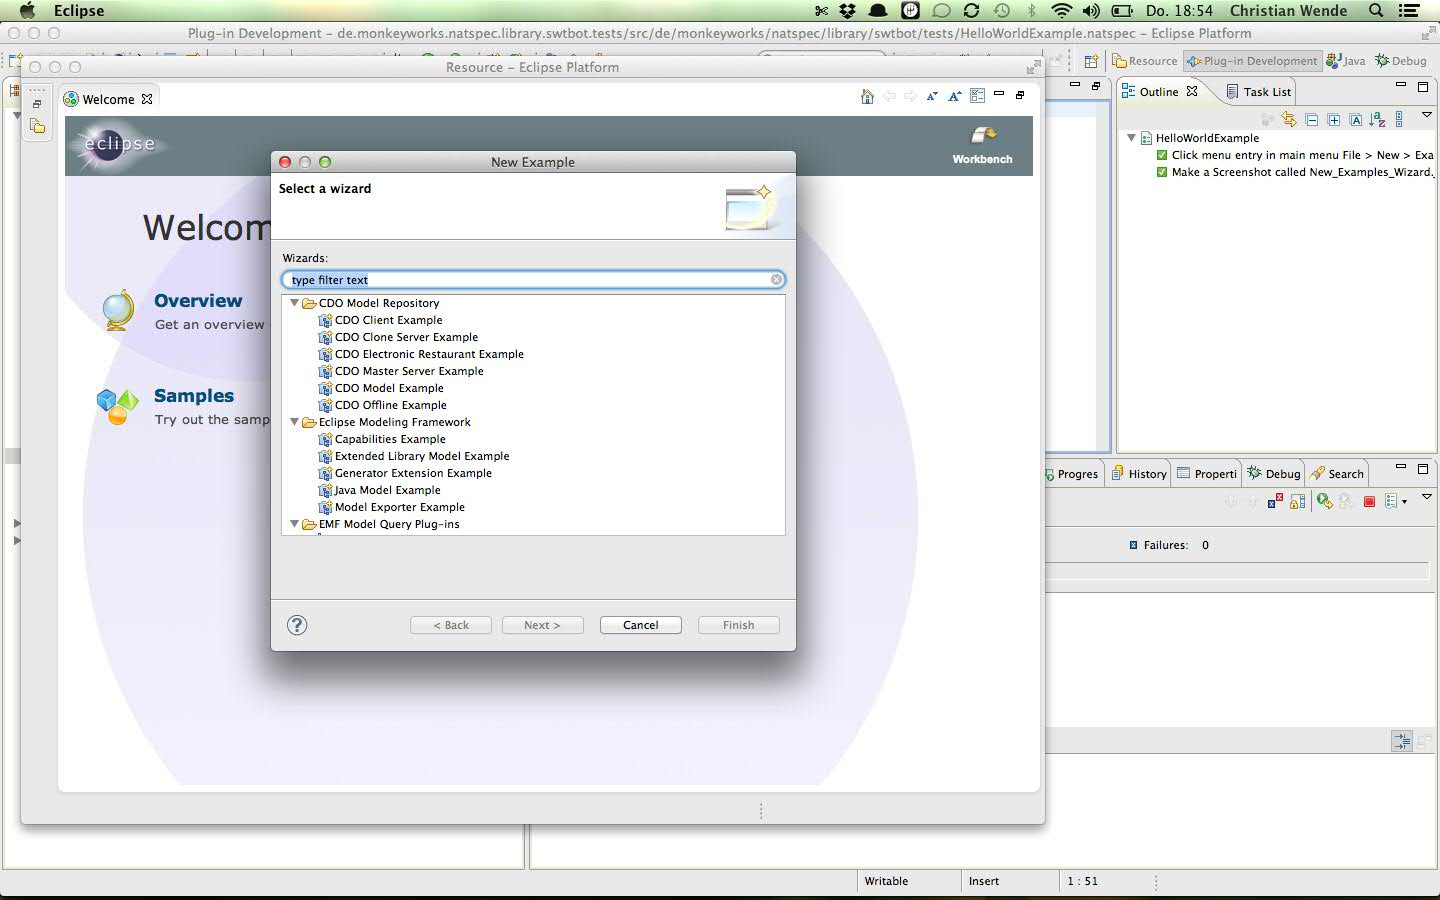 Eclipse
Do. 18:54 Christian Wende
Plug-in Development – de.monkeyworks.natspec.library.swtbot.tests/src/de/monkeyworks/natspec/library/swtbot/tests/HelloWorldExample.natspec – Eclipse Platform
Resource Plug-in Development Java Debug
Resource – Eclipse Platform
Welcome
Outline Task List
eclipse
Workbench
HelloWorldExample
Click menu entry in main menu File > New > Exa
Make a Screenshot called New_Examples_Wizard.
Welcom
Overview
Get an overview
Samples
Try out the samp
New Example
Select a wizard
Wizards:
type filter text
CDO Model Repository
CDO Client Example
CDO Clone Server Example
CDO Electronic Restaurant Example
CDO Master Server Example
CDO Model Example
CDO Offline Example
Eclipse Modeling Framework
Capabilities Example
Extended Library Model Example
Generator Extension Example
Java Model Example
Model Exporter Example
EMF Model Query Plug-ins
?
< Back Next > Cancel Finish
Progres History Properti Debug Search
Failures: 0
Writable Insert 1 : 51